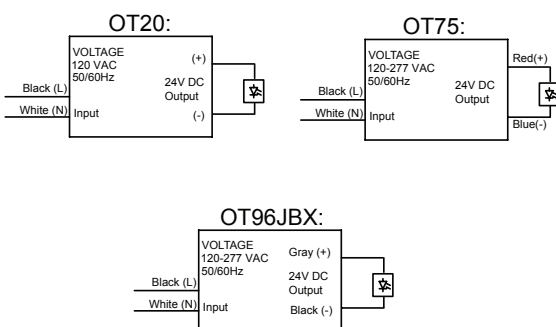 OT20:
VOLTAGE
120 VAC
50/60Hz
(+)
24V DC
Output
(-)
Black (L)
White (N)
Input
OT75:
VOLTAGE
120-277 VAC
50/60Hz
Red(+)
24V DC
Output
Blue(-)
Black (L)
White (N)
Input
OT96JBX:
VOLTAGE
120-277 VAC
50/60Hz
Gray (+)
24V DC
Output
Black (-)
Black (L)
White (N)
Input